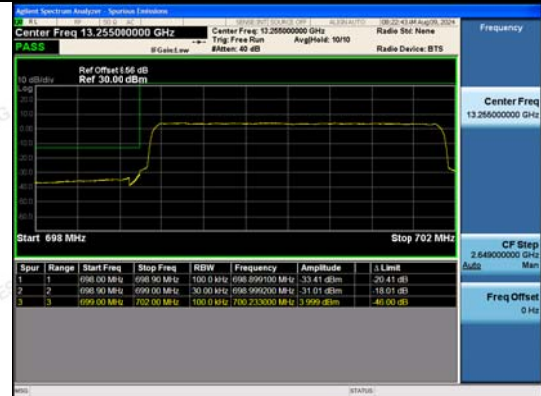 Agilent Spectrum Analyzer - Spurious Emissions
RL RF 50 Ω AC SENSE:INT SOURCE OFF ALIGN AUTO 08:22:43 AM Aug 09, 2024
Center Freq 13.255000000 GHz
PASS
IFGain:Low
Center Freq: 13.255000000 GHz
Trig: Free Run Avg|Hold: 10/10
#Atten: 40 dB
Radio Std: None
Radio Device: BTS
Frequency
10 dB/div
Log
Ref Offset 6.56 dB
Ref 30.00 dBm
20.0
10.0
0.00
Start 698 MHz
Stop 702 MHz
Center Freq
13.255000000 GHz
CF Step
2.649000000 GHz
Auto Man
Freq Offset
0 Hz
Spur Range Start Freq Stop Freq RBW Frequency Amplitude Δ Limit
1 1 698.00 MHz 698.90 MHz 100.0 kHz 698.899100 MHz -33.41 dBm -20.41 dB
2 2 698.90 MHz 699.00 MHz 30.00 kHz 698.999200 MHz -31.01 dBm -18.01 dB
3 3 699.00 MHz 702.00 MHz 100.0 kHz 700.233000 MHz 3.999 dBm -46.00 dB
MSG
STATUS